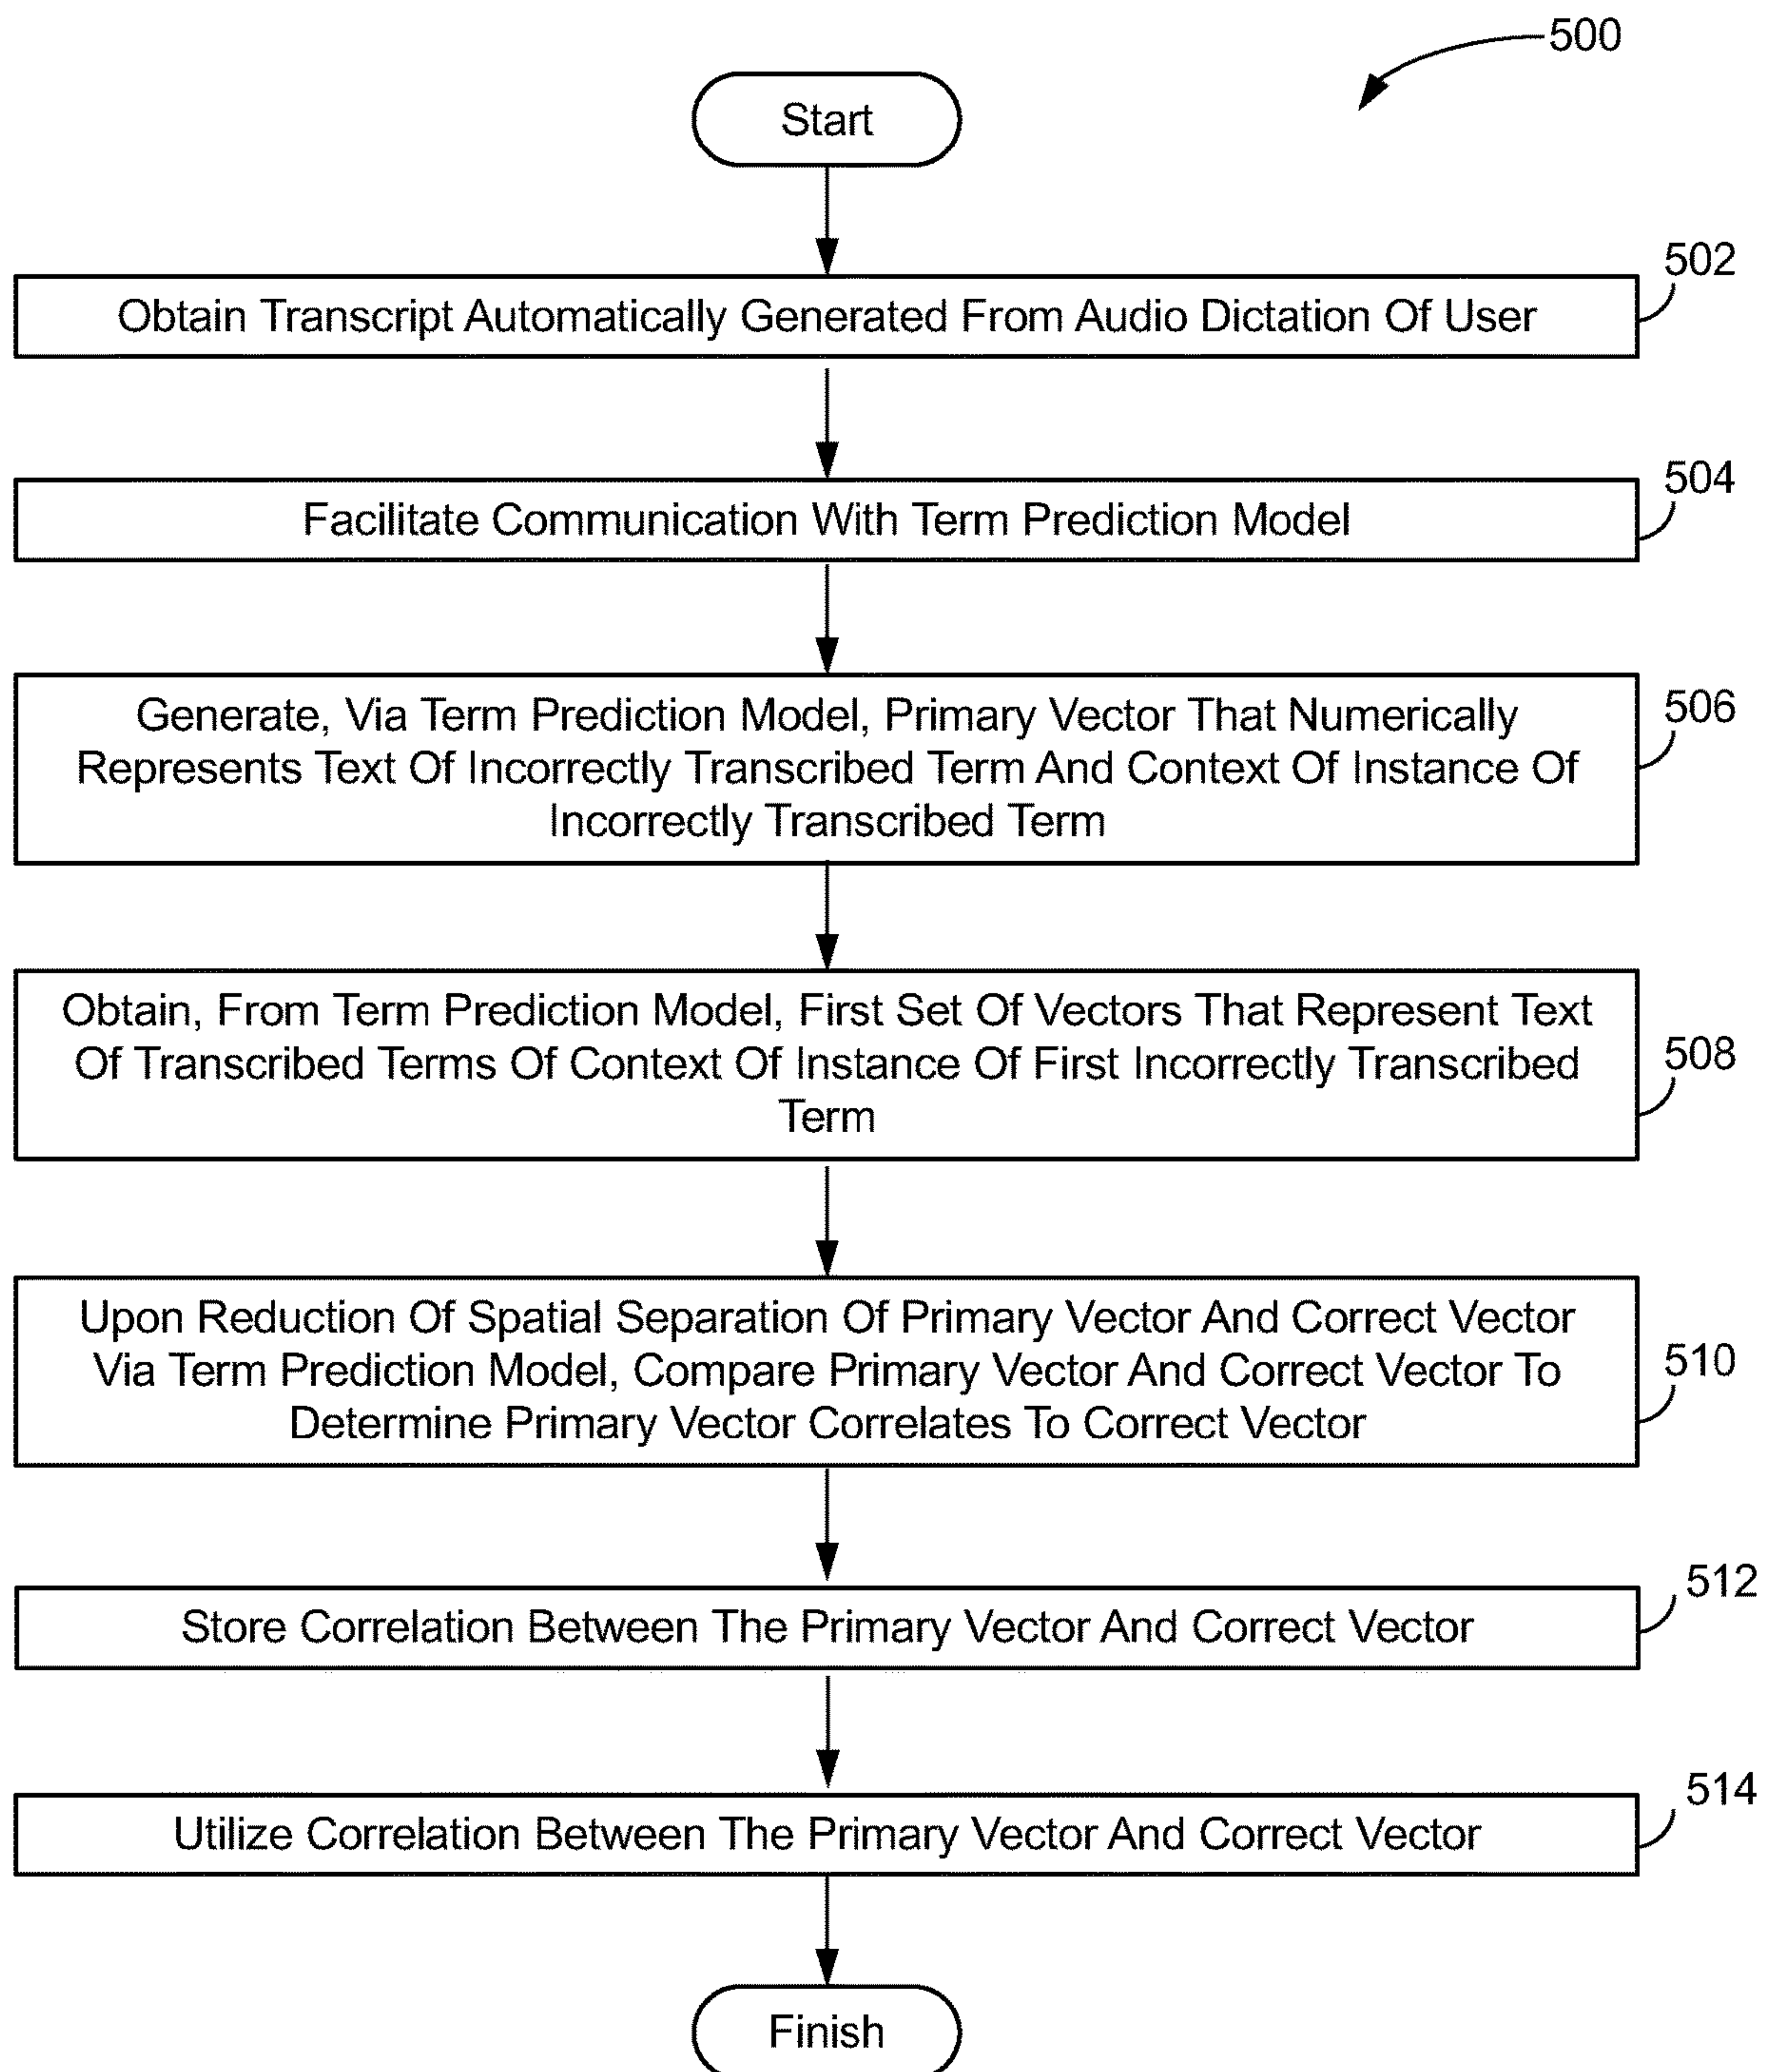 500
Start
502
Obtain Transcript Automatically Generated From Audio Dictation Of User
504
Facilitate Communication With Term Prediction Model
506
Generate, Via Term Prediction Model, Primary Vector That Numerically
Represents Text Of Incorrectly Transcribed Term And Context Of Instance Of
Incorrectly Transcribed Term
508
Obtain, From Term Prediction Model, First Set Of Vectors That Represent Text
Of Transcribed Terms Of Context Of Instance Of First Incorrectly Transcribed
Term
510
Upon Reduction Of Spatial Separation Of Primary Vector And Correct Vector
Via Term Prediction Model, Compare Primary Vector And Correct Vector To
Determine Primary Vector Correlates To Correct Vector
512
Store Correlation Between The Primary Vector And Correct Vector
514
Utilize Correlation Between The Primary Vector And Correct Vector
Finish